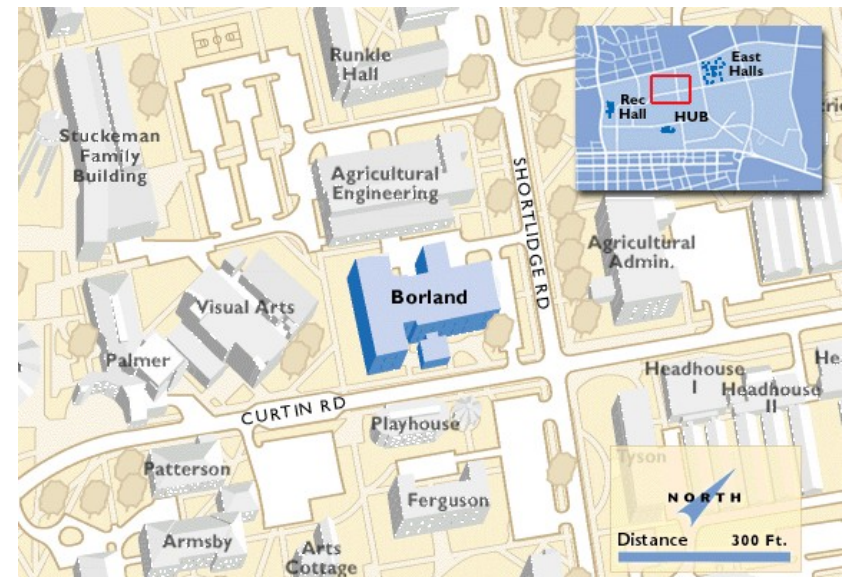 Runkle
Hall
East
Halls
Rec
Hall
HUB
Stuckeman
Family
Building
Agricultural
Engineering
SHORTLIDGE RD
Agricultural
Admin.
Borland
Visual Arts
Palmer
Headhouse
I
Headhouse
II
He
CURTIN RD
Playhouse
Patterson
Tyson
Ferguson
NORTH
Armsby
Arts
Cottage
Distance 300 Ft.